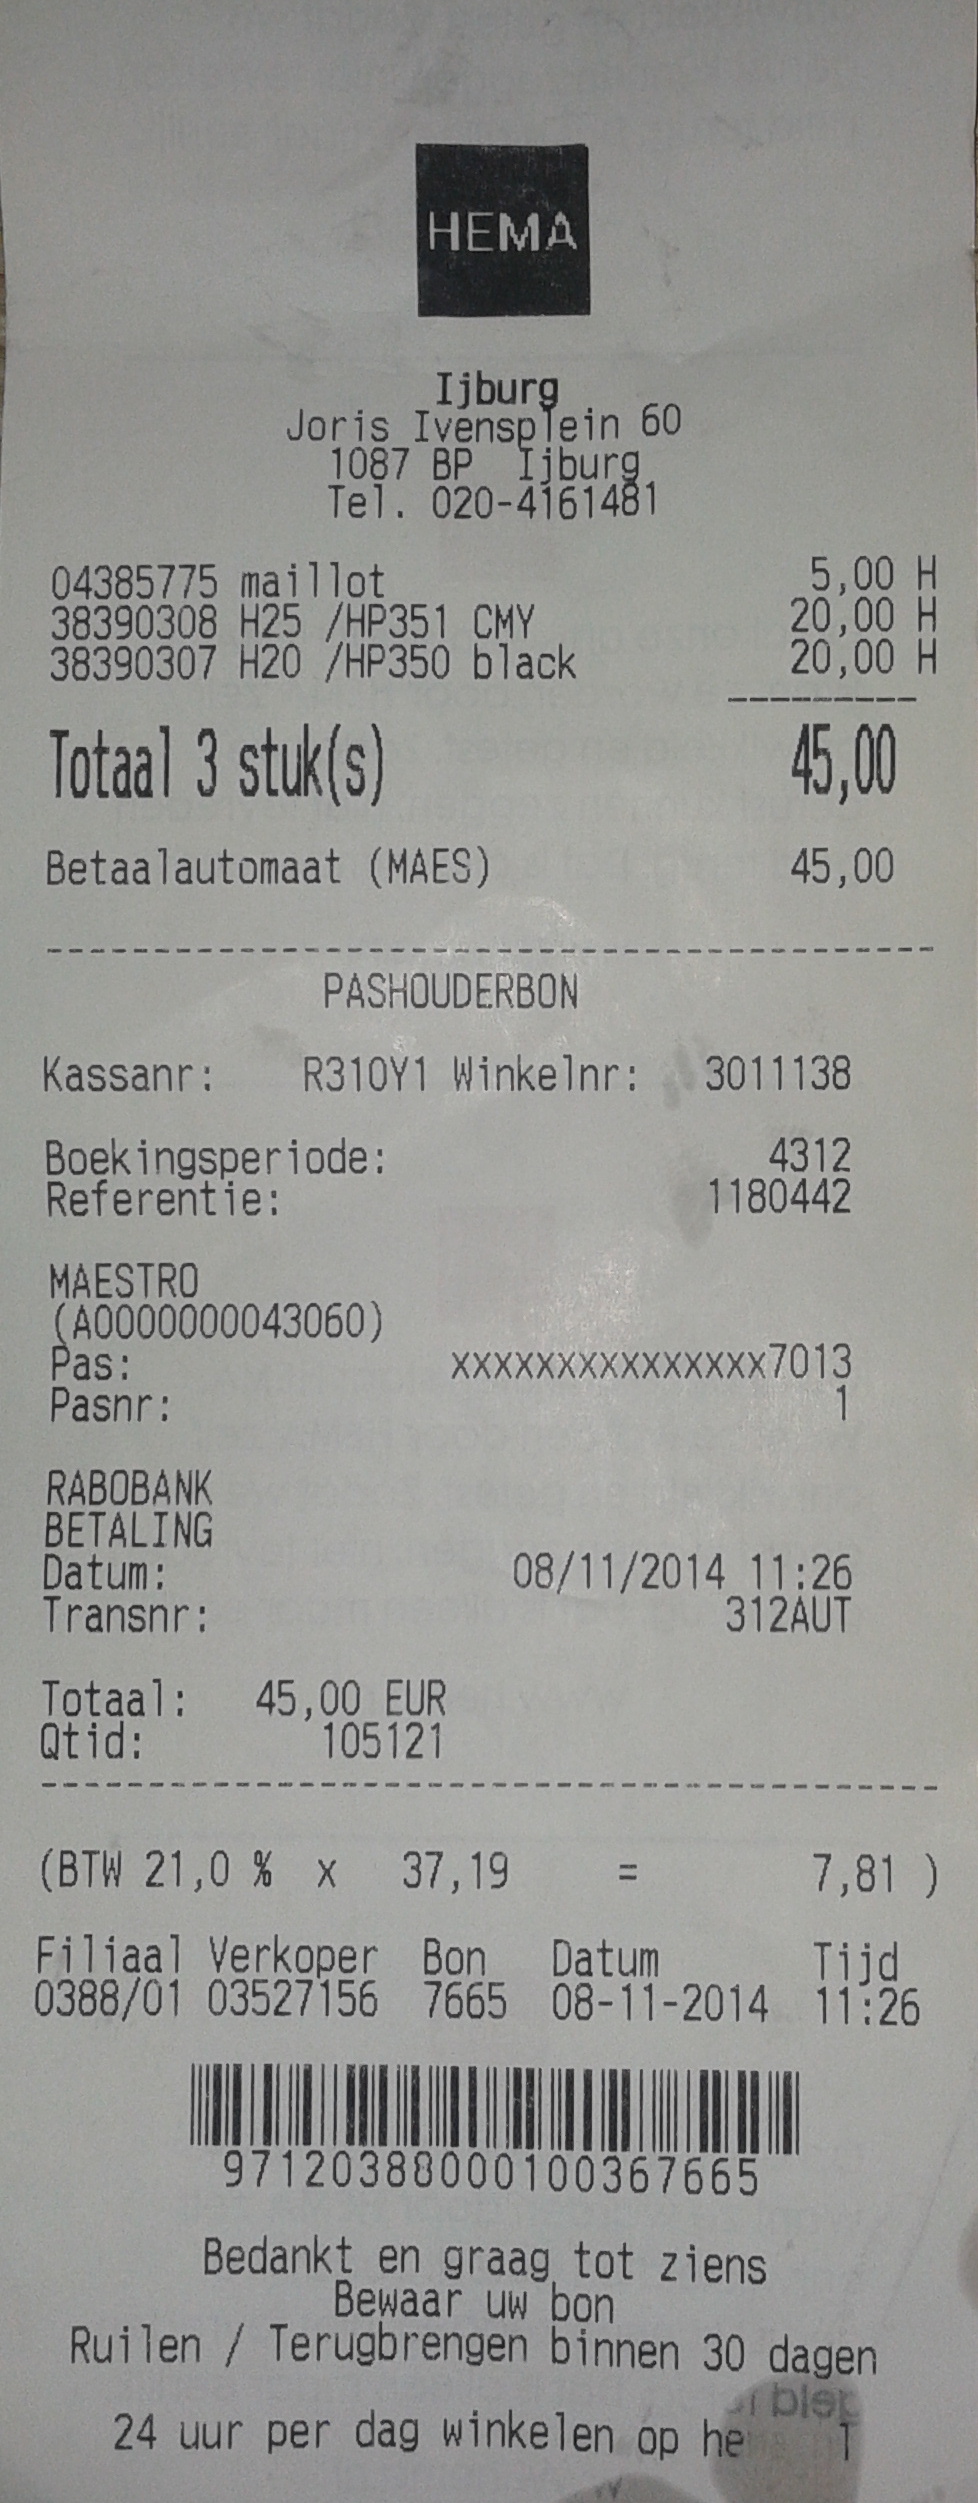 HEMA
Ijburg
Joris Ivensplein 60
1087 BP Ijburg
Tel. 020-4161481
04385775 maillot 5,00 H
38390308 H25 /HP351 CMY 20,00 H
38390307 H20 /HP350 black 20,00 H
Totaal 3 stuk(s) 45,00
Betaalautomaat (MAES) 45,00
PASHOUDERBON
Kassanr: R310Y1 Winkelnr: 3011138
Boekingsperiode: 4312
Referentie: 1180442
MAESTRO
(A0000000043060)
Pas: xxxxxxxxxxxxxxx7013
Pasnr: 1
RABOBANK
BETALING
Datum: 08/11/2014 11:26
Transnr: 312AUT
Totaal: 45,00 EUR
Qtid: 105121
(BTW 21,0 % x 37,19 = 7,81 )
Filiaal Verkoper Bon Datum Tijd
0388/01 03527156 7665 08-11-2014 11:26
97120388000100367665
Bedankt en graag tot ziens
Bewaar uw bon
Ruilen / Terugbrengen binnen 30 dagen
24 uur per dag winkelen op